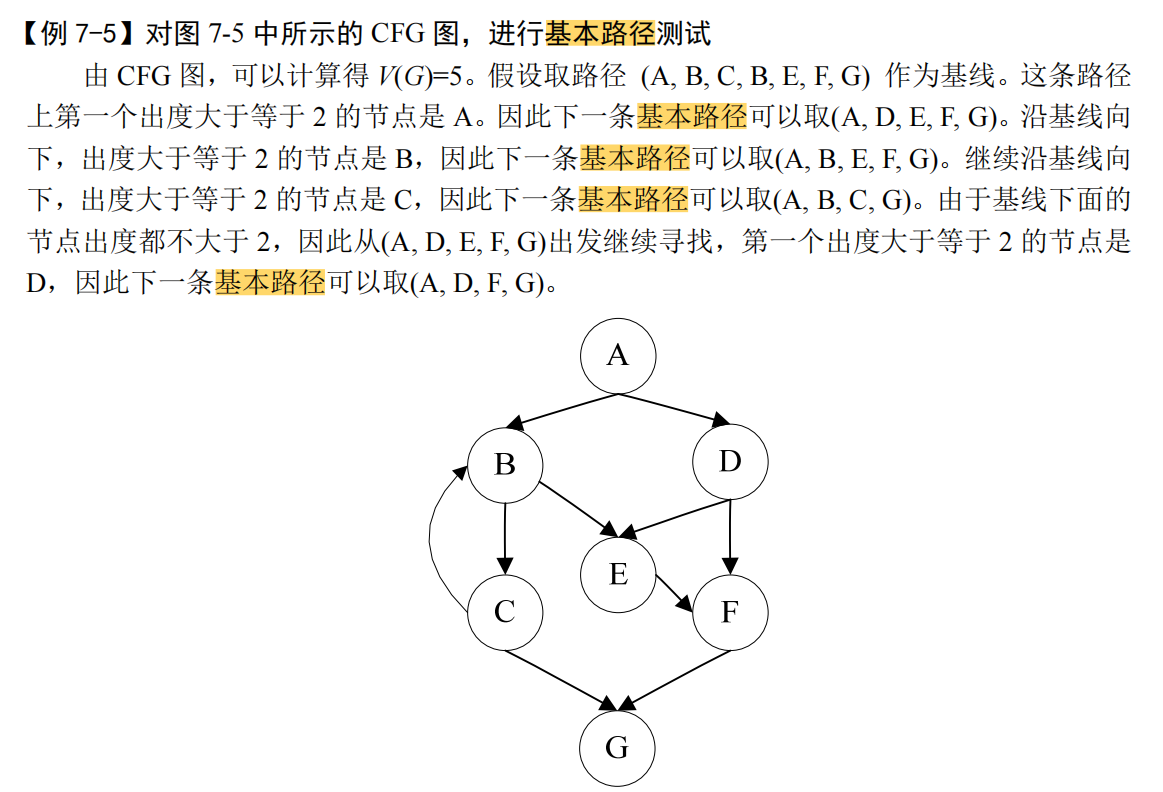 【例 7-5】对图 7-5 中所示的 CFG 图，进行基本路径测试
由 CFG 图，可以计算得 V(G)=5。假设取路径 (A, B, C, B, E, F, G) 作为基线。这条路径
上第一个出度大于等于 2 的节点是 A。因此下一条基本路径可以取(A, D, E, F, G)。沿基线向
下，出度大于等于 2 的节点是 B，因此下一条基本路径可以取(A, B, E, F, G)。继续沿基线向
下，出度大于等于 2 的节点是 C，因此下一条基本路径可以取(A, B, C, G)。由于基线下面的
节点出度都不大于 2，因此从(A, D, E, F, G)出发继续寻找，第一个出度大于等于 2 的节点是
D，因此下一条基本路径可以取(A, D, F, G)。
A
B
D
E
C
F
G